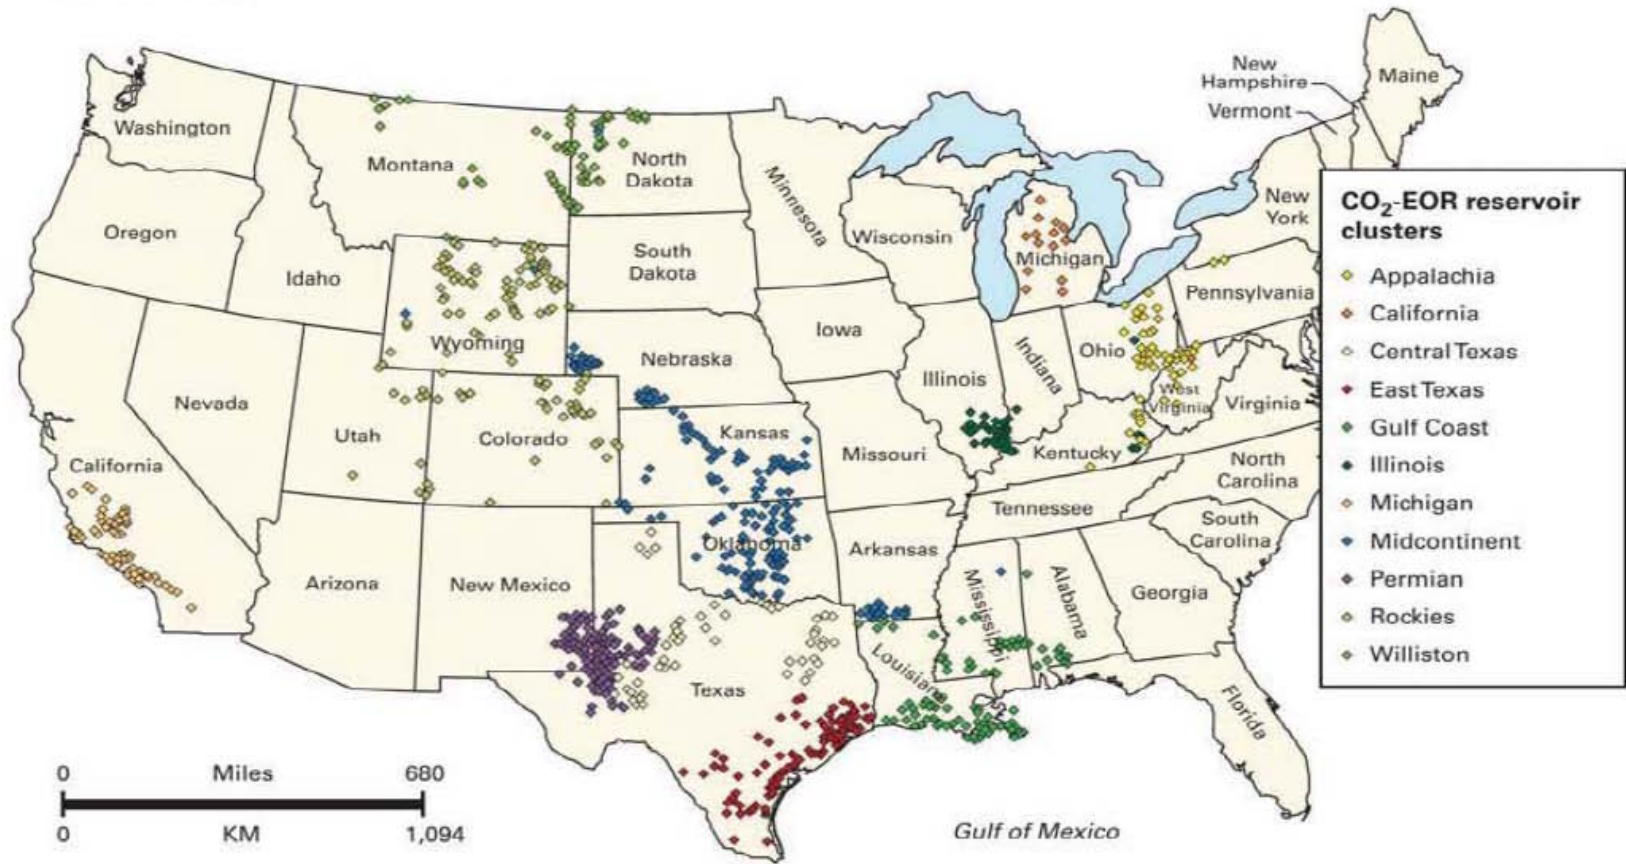 New
Hampshire
Maine
Vermont
Washington
Montana
North
Dakota
Minnesota
New
York
Oregon
Idaho
South
Dakota
Wisconsin
Michigan
Pennsylvania
Wyoming
Nebraska
Iowa
Ohio
Indiana
Illinois
West
Virginia
Virginia
Nevada
Utah
Colorado
Kansas
Missouri
Kentucky
California
North
Carolina
Tennessee
South
Carolina
Oklahoma
Arkansas
Arizona
New Mexico
Mississippi
Alabama
Georgia
Louisiana
Texas
Florida
Gulf of Mexico
CO₂-EOR reservoir
clusters
Appalachia
California
Central Texas
East Texas
Gulf Coast
Illinois
Michigan
Midcontinent
Permian
Rockies
Williston
0 Miles 680
0 KM 1,094